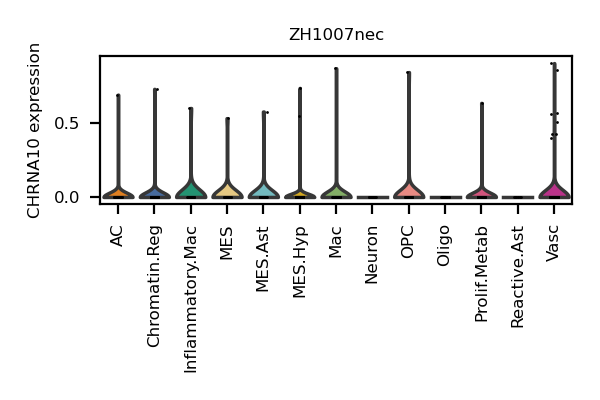 ZH1007nec
CHRNA10 expression
0.5
0.0
AC
Chromatin.Reg
Inflammatory.Mac
MES
MES.Ast
MES.Hyp
Mac
Neuron
OPC
Oligo
Prolif.Metab
Reactive.Ast
Vasc